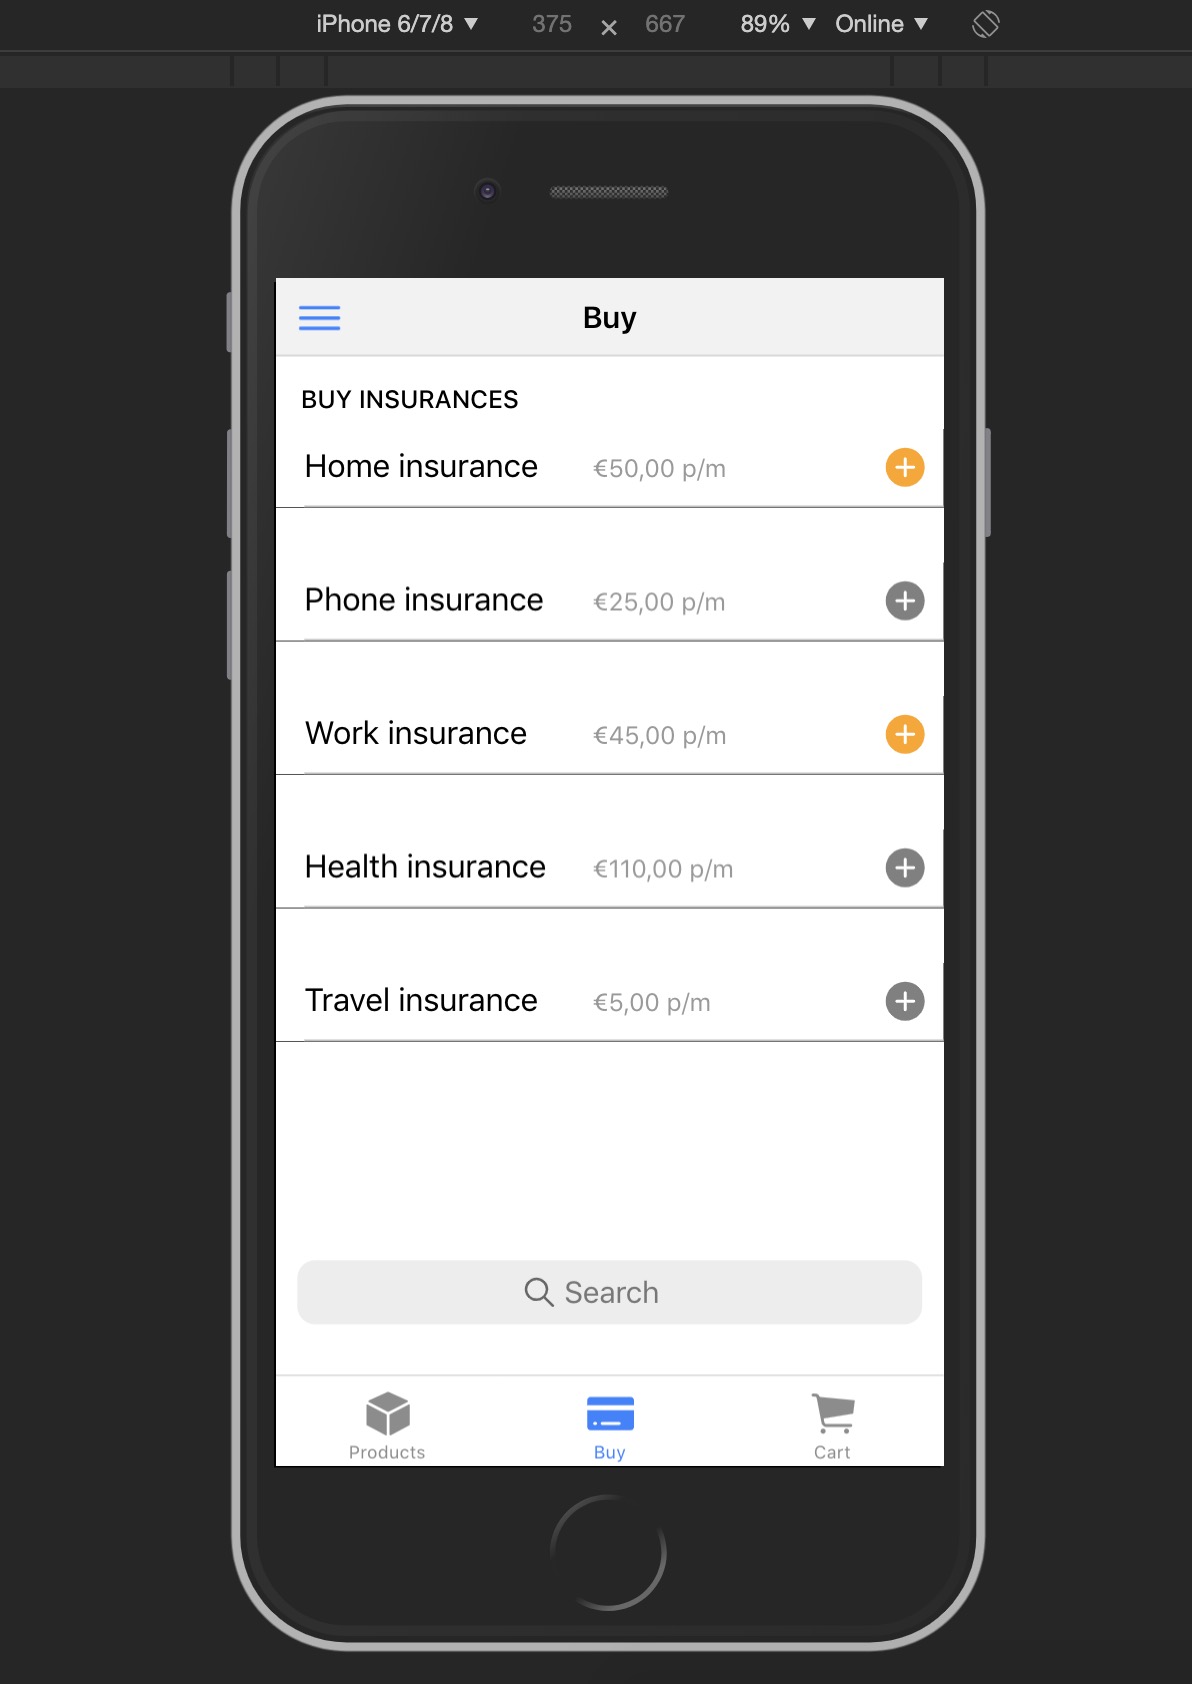 iPhone 6/7/8 ▼ 375 × 667 89% ▼ Online ▼
Buy
BUY INSURANCES
Home insurance €50,00 p/m
Phone insurance €25,00 p/m
Work insurance €45,00 p/m
Health insurance €110,00 p/m
Travel insurance €5,00 p/m
Search
Products Buy Cart